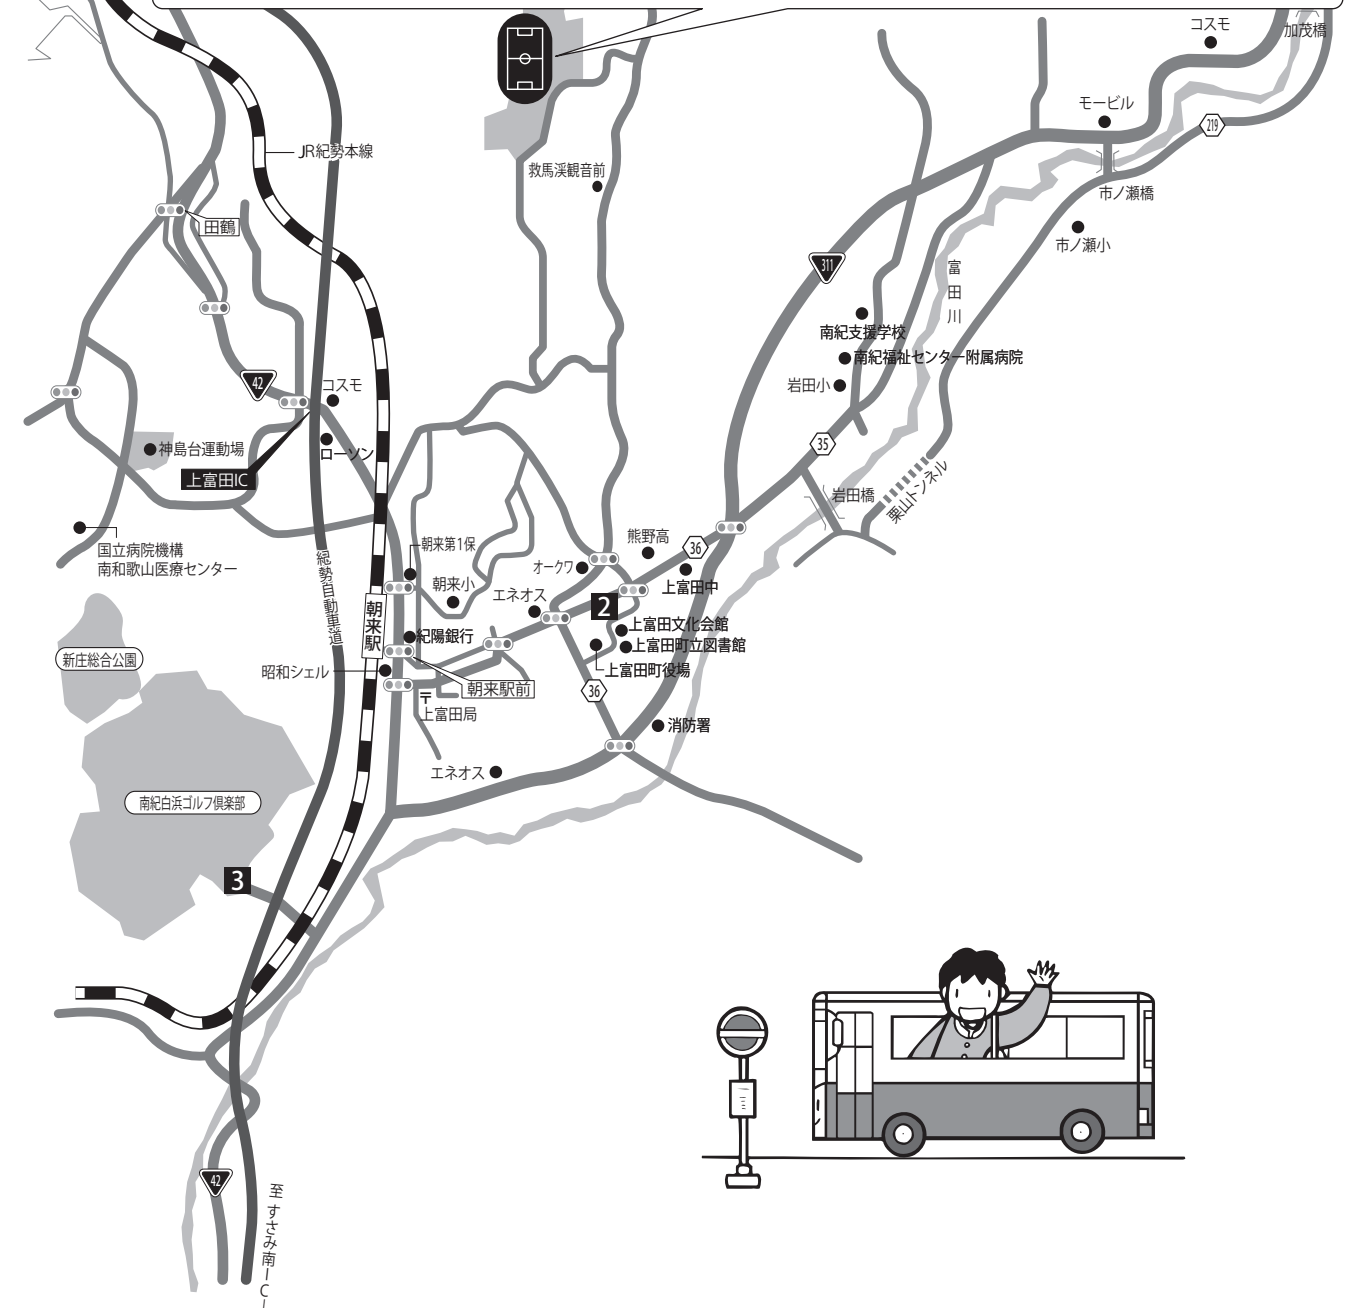 コスモ
加茂橋
モービル
219
JR紀勢本線
救馬渓観音前
市ノ瀬橋
田鶴
市ノ瀬小
311
富田川
南紀支援学校
南紀福祉センター附属病院
42
コスモ
岩田小
35
神島台運動場
ローソン
上富田IC
岩田橋
栗山トンネル
国立病院機構
南和歌山医療センター
紀勢自動車道
朝来第1保
熊野高
36
オークワ
朝来小
エネオス
上富田中
2
朝来駅
紀陽銀行
上富田文化会館
上富田町立図書館
新庄総合公園
昭和シェル
朝来駅前
上富田町役場
36
〒
上富田局
消防署
エネオス
南紀白浜ゴルフ倶楽部
3
42
至 すさみ南IC